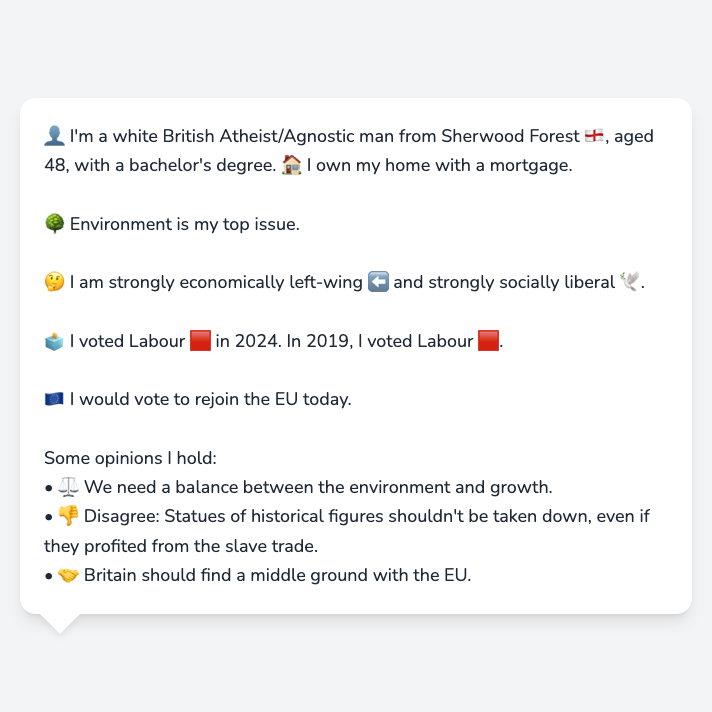 👤 I'm a white British Atheist/Agnostic man from Sherwood Forest 🏴󠁧󠁢󠁥󠁮󠁧󠁿, aged
48, with a bachelor's degree. 🏠 I own my home with a mortgage.
🌳 Environment is my top issue.
🤔 I am strongly economically left-wing ⬅️ and strongly socially liberal 🕊️.
🗳️ I voted Labour 🟥 in 2024. In 2019, I voted Labour 🟥.
🇪🇺 I would vote to rejoin the EU today.
Some opinions I hold:
• ⚖️ We need a balance between the environment and growth.
• 👎 Disagree: Statues of historical figures shouldn't be taken down, even if
they profited from the slave trade.
• 🤝 Britain should find a middle ground with the EU.